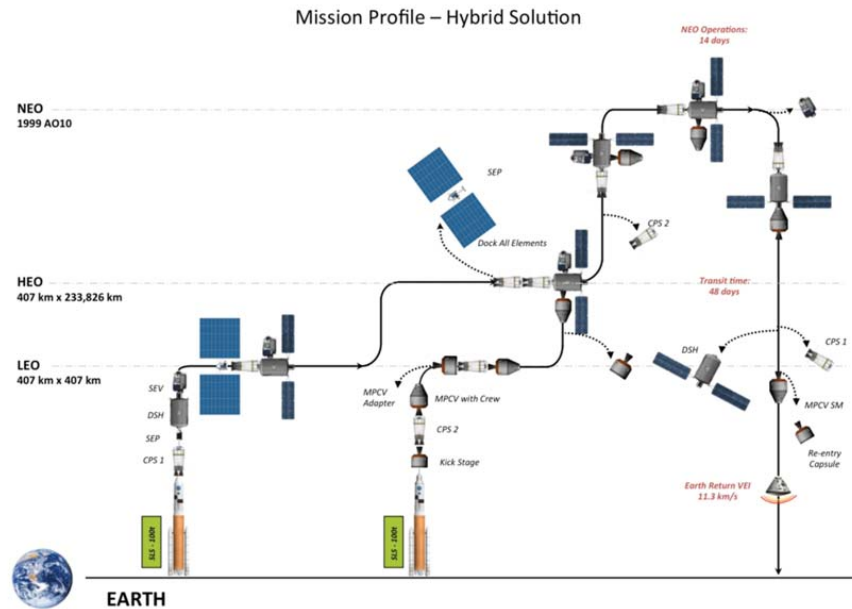 Mission Profile – Hybrid Solution
NEO Operations:
14 days
NEO
1999 AO10
SEP
Dock All Elements
CPS 2
HEO
407 km x 233,826 km
Transit time:
48 days
LEO
407 km x 407 km
SEV
DSH
SEP
CPS 1
MPCV
Adapter
MPCV with Crew
CPS 2
Kick Stage
DSH
CPS 1
MPCV SM
Re-entry
Capsule
Earth Return VEI
11.3 km/s
SLS - 100t
SLS - 100t
EARTH